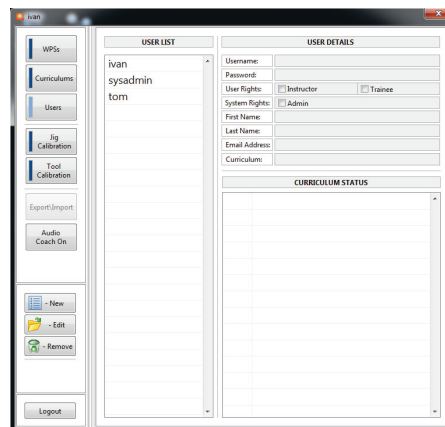 ivan
WPSs
Curriculums
Users
Jig
Calibration
Tool
Calibration
Export\Import
Audio
Coach On
- New
- Edit
- Remove
Logout
USER LIST
ivan
sysadmin
tom
USER DETAILS
Username:
Password:
User Rights: Instructor Trainee
System Rights: Admin
First Name:
Last Name:
Email Address:
Curriculum:
CURRICULUM STATUS